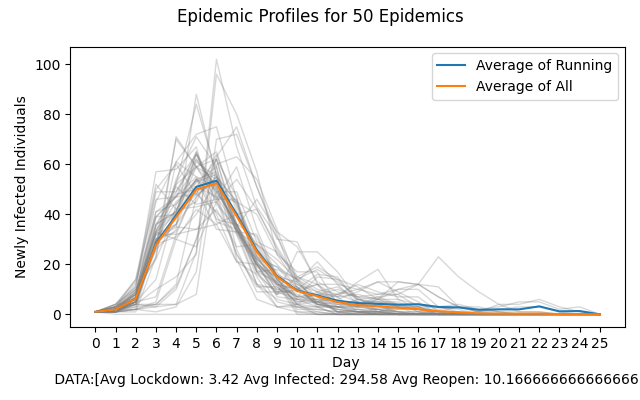 Epidemic Profiles for 50 Epidemics
100
80
60
40
20
0
Newly Infected Individuals
Average of Running
Average of All
0 1 2 3 4 5 6 7 8 9 10 11 12 13 14 15 16 17 18 19 20 21 22 23 24 25
Day
DATA:[Avg Lockdown: 3.42 Avg Infected: 294.58 Avg Reopen: 10.166666666666666